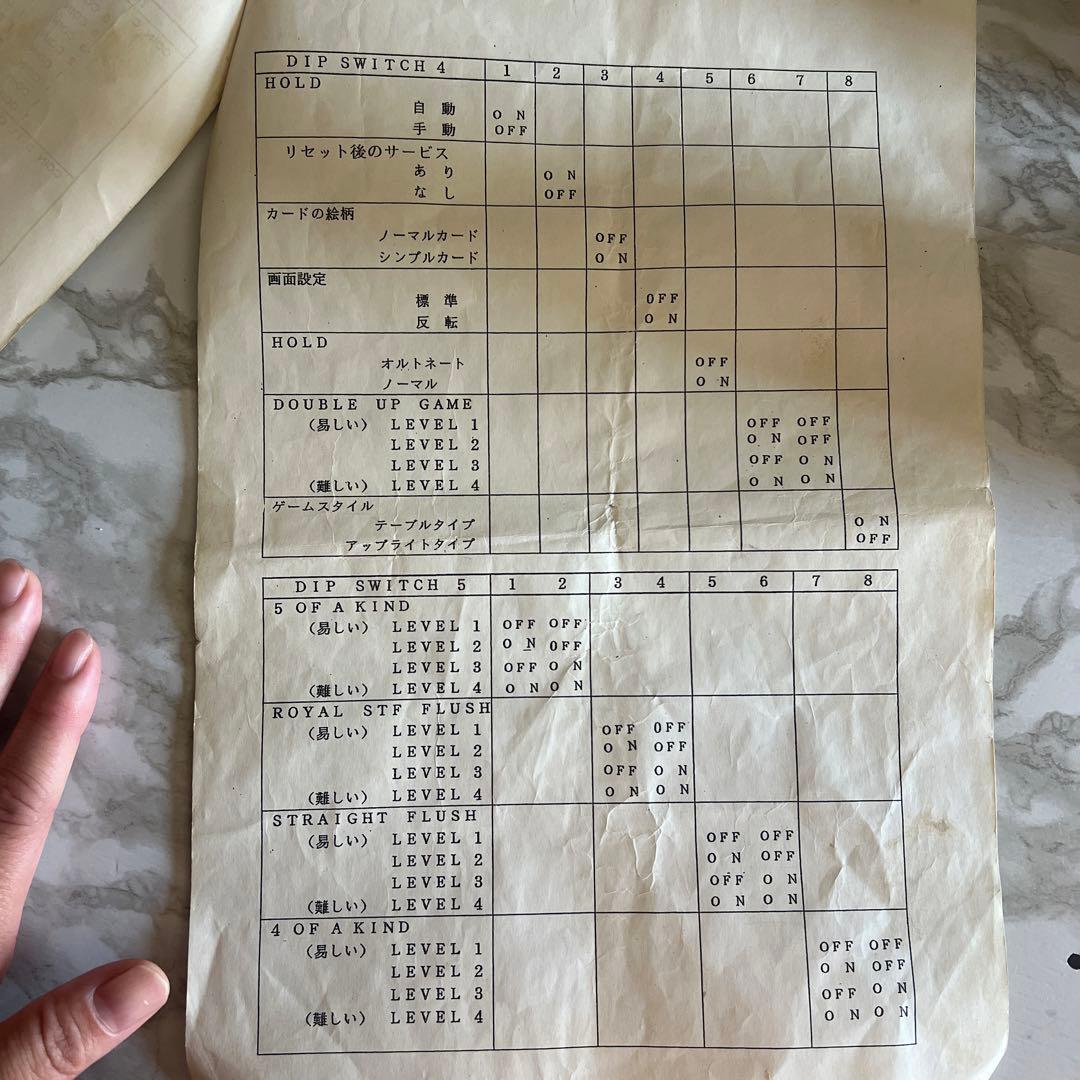 DIP SWITCH 4 1 2 3 4 5 6 7 8
HOLD
自動 ON
手動 OFF
リセット後のサービス
あり ON
なし OFF
カードの絵柄
ノーマルカード OFF
シンプルカード ON
画面設定
標準 OFF
反転 ON
HOLD
オルトネート OFF
ノーマル ON
DOUBLE UP GAME
(易しい) LEVEL 1 OFF OFF
LEVEL 2 ON OFF
LEVEL 3 OFF ON
(難しい) LEVEL 4 ON ON
ゲームスタイル
テーブルタイプ ON
アップライトタイプ OFF
DIP SWITCH 5 1 2 3 4 5 6 7 8
5 OF A KIND
(易しい) LEVEL 1 OFF OFF
LEVEL 2 ON OFF
LEVEL 3 OFF ON
(難しい) LEVEL 4 ON ON
ROYAL STF FLUSH
(易しい) LEVEL 1 OFF OFF
LEVEL 2 ON OFF
LEVEL 3 OFF ON
(難しい) LEVEL 4 ON ON
STRAIGHT FLUSH
(易しい) LEVEL 1 OFF OFF
LEVEL 2 ON OFF
LEVEL 3 OFF ON
(難しい) LEVEL 4 ON ON
4 OF A KIND
(易しい) LEVEL 1 OFF OFF
LEVEL 2 ON OFF
LEVEL 3 OFF ON
(難しい) LEVEL 4 ON ON